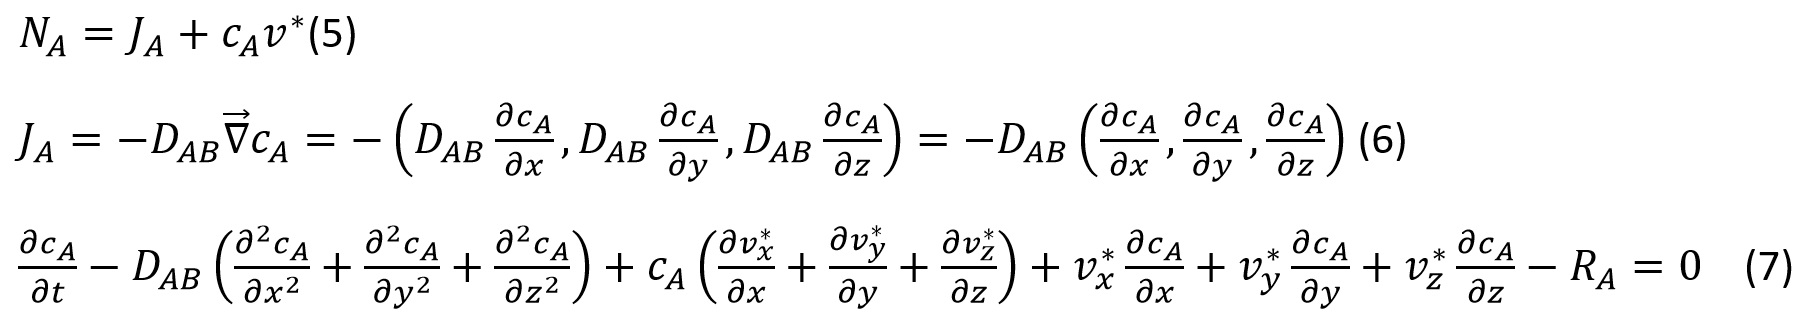 $N_A = J_A + c_A v^*$(5)
$J_A = -D_{AB} \overrightarrow{\nabla} c_A = -\left(D_{AB} \frac{\partial c_A}{\partial x}, D_{AB} \frac{\partial c_A}{\partial y}, D_{AB} \frac{\partial c_A}{\partial z}\right) = -D_{AB} \left(\frac{\partial c_A}{\partial x}, \frac{\partial c_A}{\partial y}, \frac{\partial c_A}{\partial z}\right)$ (6)
$\frac{\partial c_A}{\partial t} - D_{AB} \left(\frac{\partial^2 c_A}{\partial x^2} + \frac{\partial^2 c_A}{\partial y^2} + \frac{\partial^2 c_A}{\partial z^2}\right) + c_A \left(\frac{\partial v_x^*}{\partial x} + \frac{\partial v_y^*}{\partial y} + \frac{\partial v_z^*}{\partial z}\right) + v_x^* \frac{\partial c_A}{\partial x} + v_y^* \frac{\partial c_A}{\partial y} + v_z^* \frac{\partial c_A}{\partial z} - R_A = 0$ (7)